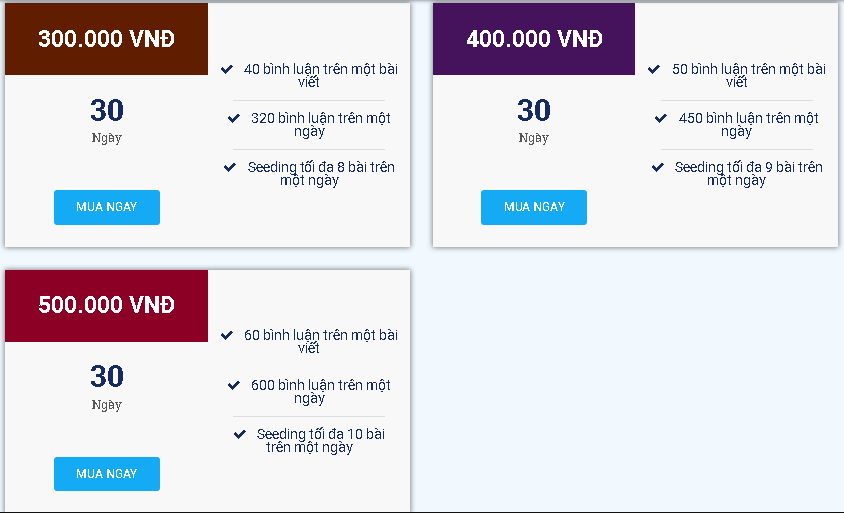 300.000 VNĐ
30
Ngày
MUA NGAY
40 bình luận trên một bài
viết
320 bình luận trên một
ngày
Seeding tối đa 8 bài trên
một ngày
400.000 VNĐ
30
Ngày
MUA NGAY
50 bình luận trên một bài
viết
450 bình luận trên một
ngày
Seeding tối đa 9 bài trên
một ngày
500.000 VNĐ
30
Ngày
MUA NGAY
60 bình luận trên một bài
viết
600 bình luận trên một
ngày
Seeding tối đa 10 bài
trên một ngày